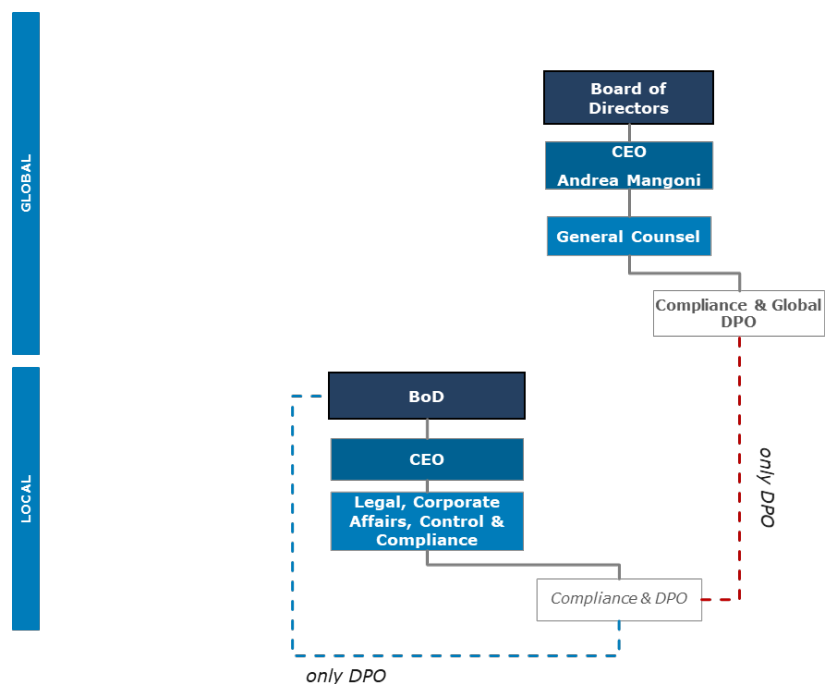 GLOBAL
Board of
Directors
CEO
Andrea Mangoni
General Counsel
Compliance & Global
DPO
LOCAL
BoD
CEO
Legal, Corporate
Affairs, Control &
Compliance
only DPO
Compliance & DPO
only DPO